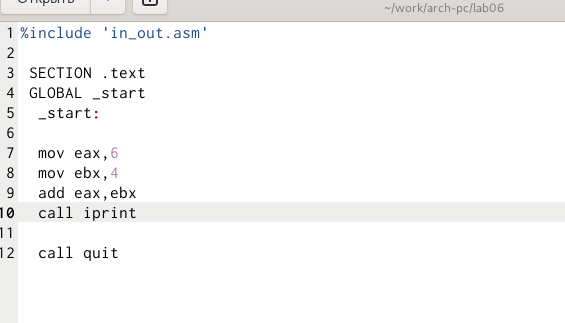 Открыть
~/work/arch-pc/lab06
1 %include 'in_out.asm'
2
3 SECTION .text
4 GLOBAL _start
5 _start:
6
7 mov eax,6
8 mov ebx,4
9 add eax,ebx
10 call iprint
11
12 call quit